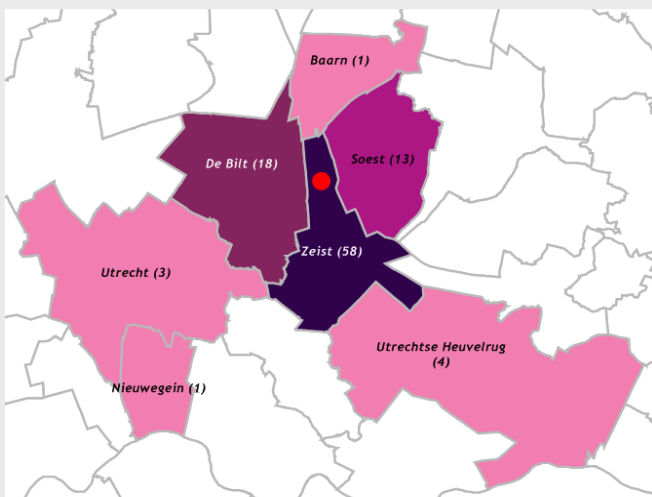 Baarn (1)
De Bilt (18)
Soest (13)
Zeist (58)
Utrecht (3)
Utrechtse Heuvelrug
(4)
Nieuwegein (1)